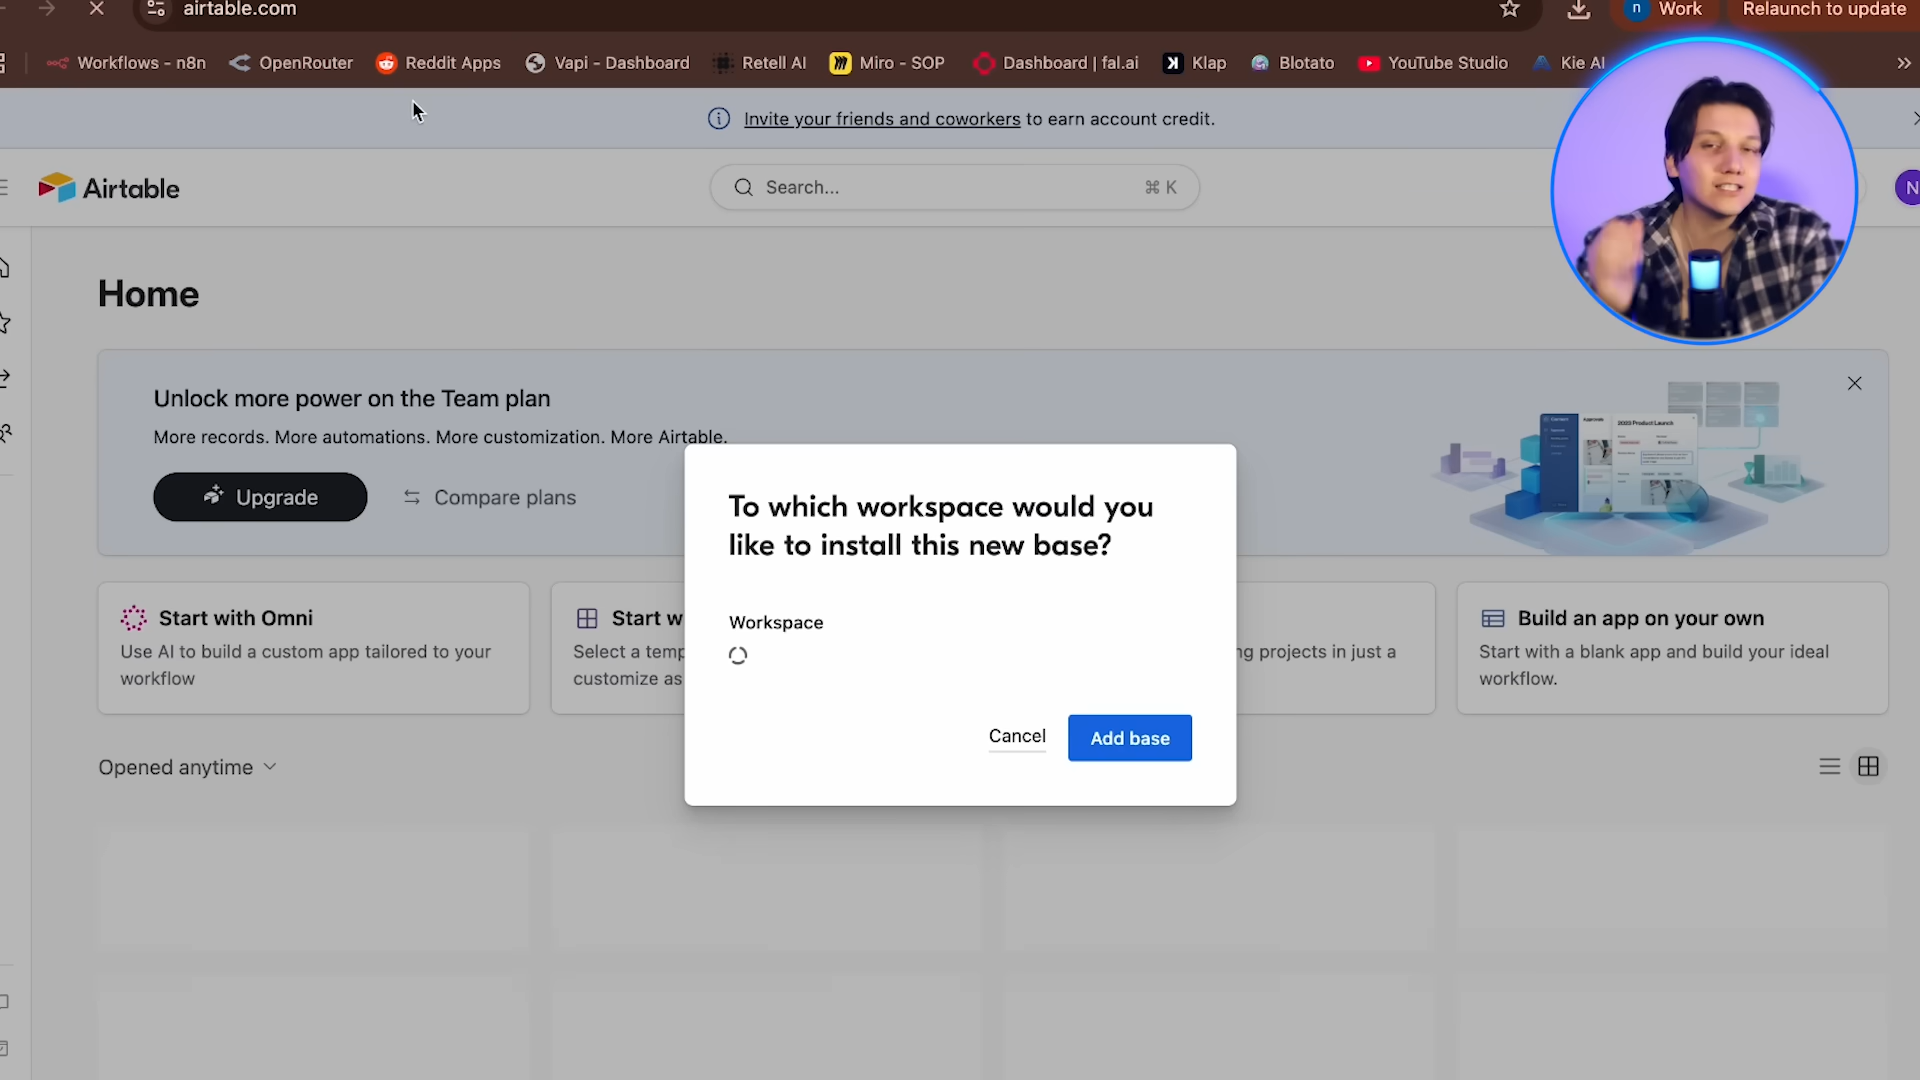 airtable.com
n Work
Relaunch to update
Workflows - n8n
OpenRouter
Reddit Apps
Vapi - Dashboard
Retell AI
Miro - SOP
Dashboard | fal.ai
Klap
Blotato
YouTube Studio
Kie AI
Invite your friends and coworkers to earn account credit.
Airtable
Search...
⌘ K
N
Home
Unlock more power on the Team plan
More records. More automations. More customization. More Airtable.
Upgrade
Compare plans
2023 Product Launch
To which workspace would you
like to install this new base?
Workspace
Cancel
Add base
Start with Omni
Use AI to build a custom app tailored to your
workflow
Start w
Select a temp
customize as
ng projects in just a
Build an app on your own
Start with a blank app and build your ideal
workflow.
Opened anytime